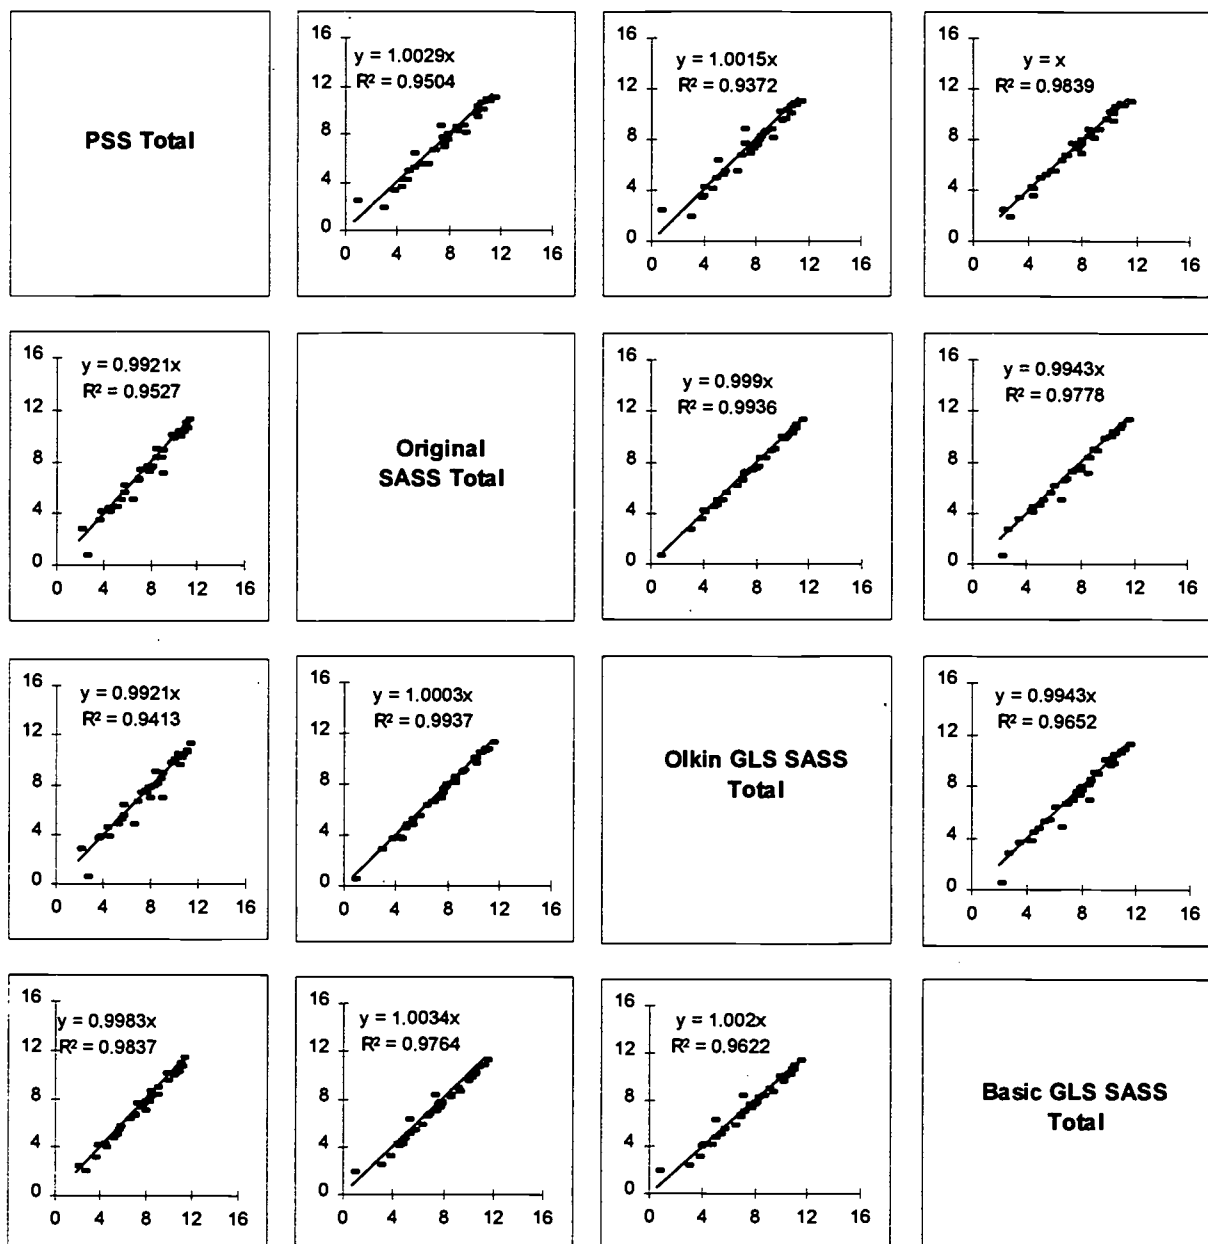 PSS Total
16
12
8
4
0
0 4 8 12 16
y = 1.0029x
R² = 0.9504
16
12
8
4
0
0 4 8 12 16
y = 1.0015x
R² = 0.9372
16
12
8
4
0
0 4 8 12 16
y = x
R² = 0.9839
16
12
8
4
0
0 4 8 12 16
y = 0.9921x
R² = 0.9527
Original
SASS Total
16
12
8
4
0
0 4 8 12 16
y = 0.999x
R² = 0.9936
16
12
8
4
0
0 4 8 12 16
y = 0.9943x
R² = 0.9778
16
12
8
4
0
0 4 8 12 16
y = 0.9921x
R² = 0.9413
16
12
8
4
0
0 4 8 12 16
y = 1.0003x
R² = 0.9937
Olkin GLS SASS
Total
16
12
8
4
0
0 4 8 12 16
y = 0.9943x
R² = 0.9652
16
12
8
4
0
0 4 8 12 16
y = 0.9983x
R² = 0.9837
16
12
8
4
0
0 4 8 12 16
y = 1.0034x
R² = 0.9764
16
12
8
4
0
0 4 8 12 16
y = 1.002x
R² = 0.9622
Basic GLS SASS
Total